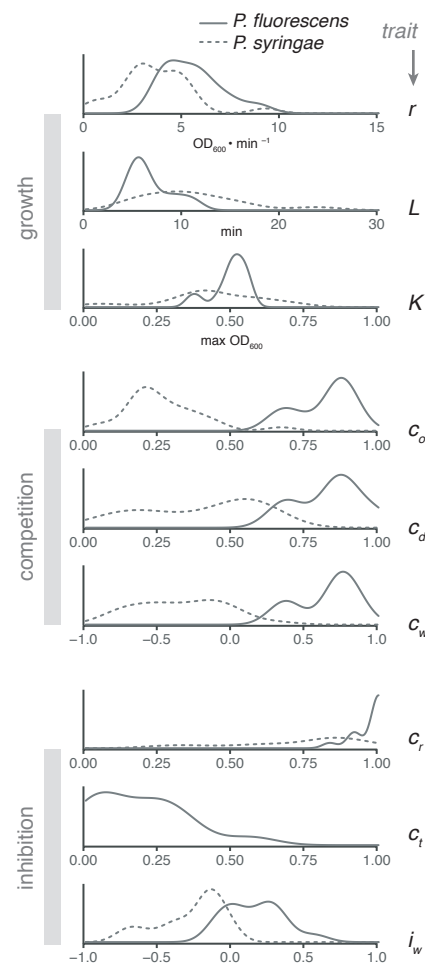 P. fluorescens
P. syringae
trait
0 5 10 15
OD600 • min −1
r
growth
0 10 20 30
min
L
0.00 0.25 0.50 0.75 1.00
max OD600
K
competition
0.00 0.25 0.50 0.75 1.00
co
0.00 0.25 0.50 0.75 1.00
cd
−1.0 −0.5 0.0 0.5 1.0
cw
inhibition
0.00 0.25 0.50 0.75 1.00
cr
0.00 0.25 0.50 0.75 1.00
ct
−1.0 −0.5 0.0 0.5 1.0
iw